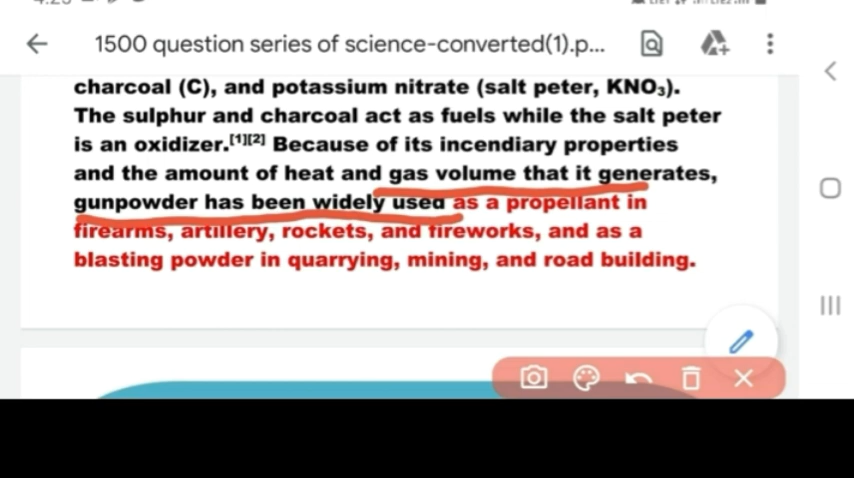 1500 question series of science-converted(1).p...
charcoal (C), and potassium nitrate (salt peter, KNO₃).
The sulphur and charcoal act as fuels while the salt peter
is an oxidizer.[1][2] Because of its incendiary properties
and the amount of heat and gas volume that it generates,
gunpowder has been widely used as a propellant in
firearms, artillery, rockets, and fireworks, and as a
blasting powder in quarrying, mining, and road building.